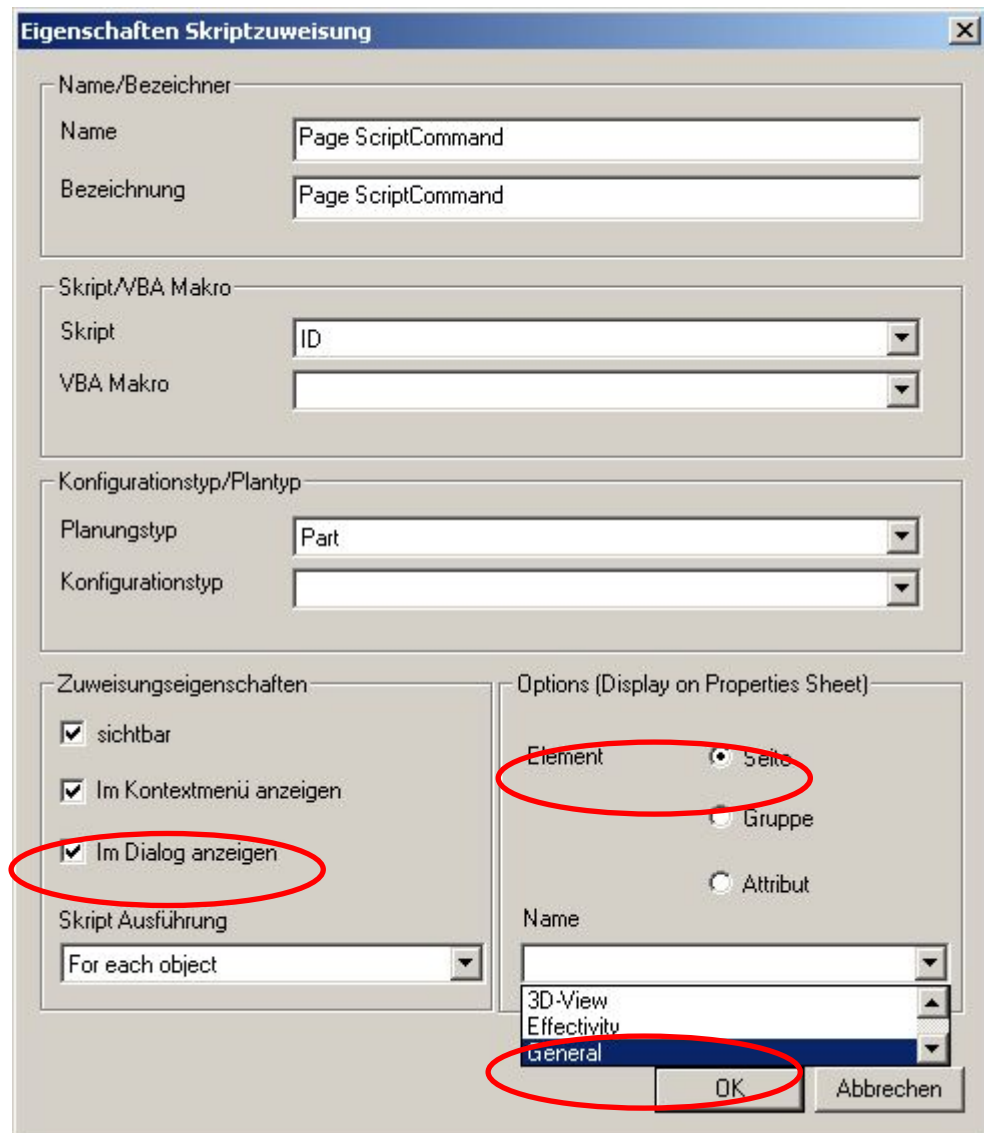 Eigenschaften Skriptzuweisung
Name/Bezeichner
Name
Page ScriptCommand
Bezeichnung
Page ScriptCommand
Skript/VBA Makro
Skript
ID
VBA Makro
Konfigurationstyp/Plantyp
Planungstyp
Part
Konfigurationstyp
Zuweisungseigenschaften
sichtbar
Im Kontextmenü anzeigen
Im Dialog anzeigen
Skript Ausführung
For each object
Options (Display on Properties Sheet)
Element
Seite
Gruppe
Attribut
Name
3D-View
Effectivity
General
OK
Abbrechen